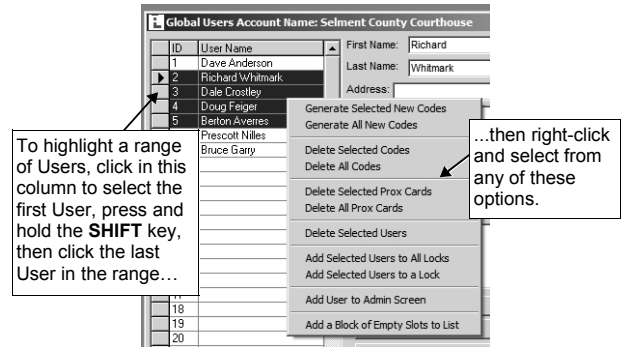 Global Users Account Name: Selment County Courthouse
ID User Name
1 Dave Anderson
2 Richard Whitmark
3 Dale Crostley
4 Doug Feiger
5 Berton Averres
Prescott Nilles
Bruce Garry
18
19
20
First Name: Richard
Last Name: Whitmark
Address:
Generate Selected New Codes
Generate All New Codes
Delete Selected Codes
Delete All Codes
Delete Selected Prox Cards
Delete All Prox Cards
Delete Selected Users
Add Selected Users to All Locks
Add Selected Users to a Lock
Add User to Admin Screen
Add a Block of Empty Slots to List
To highlight a range
of Users, click in this
column to select the
first User, press and
hold the SHIFT key,
then click the last
User in the range…
...then right-click
and select from
any of these
options.